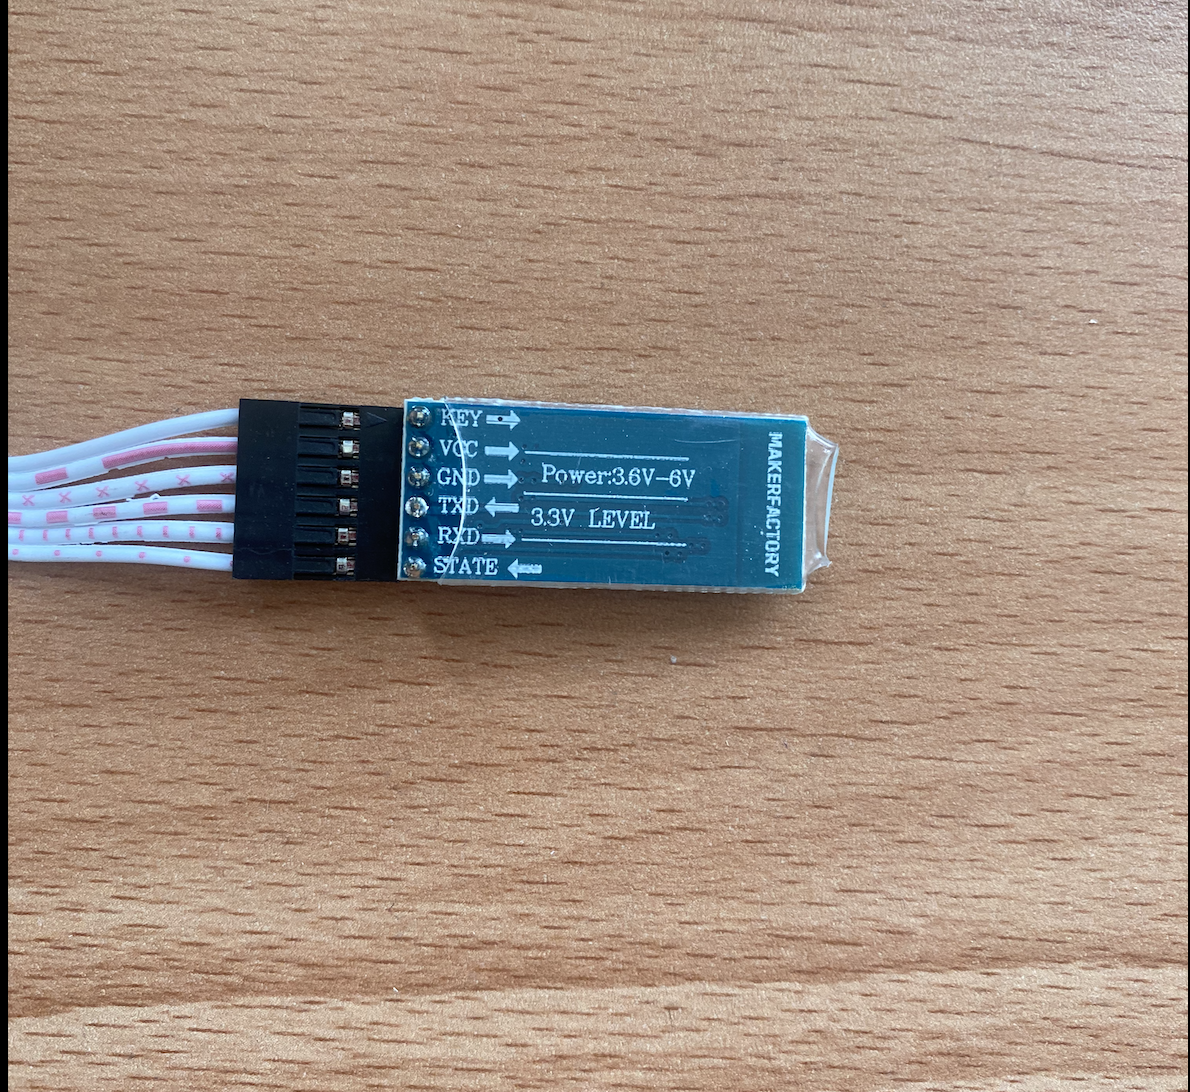 KEY
VCC
GND
TXD
RXD
STATE
Power:3.6V-6V
3.3V LEVEL
MAKERFACTORY